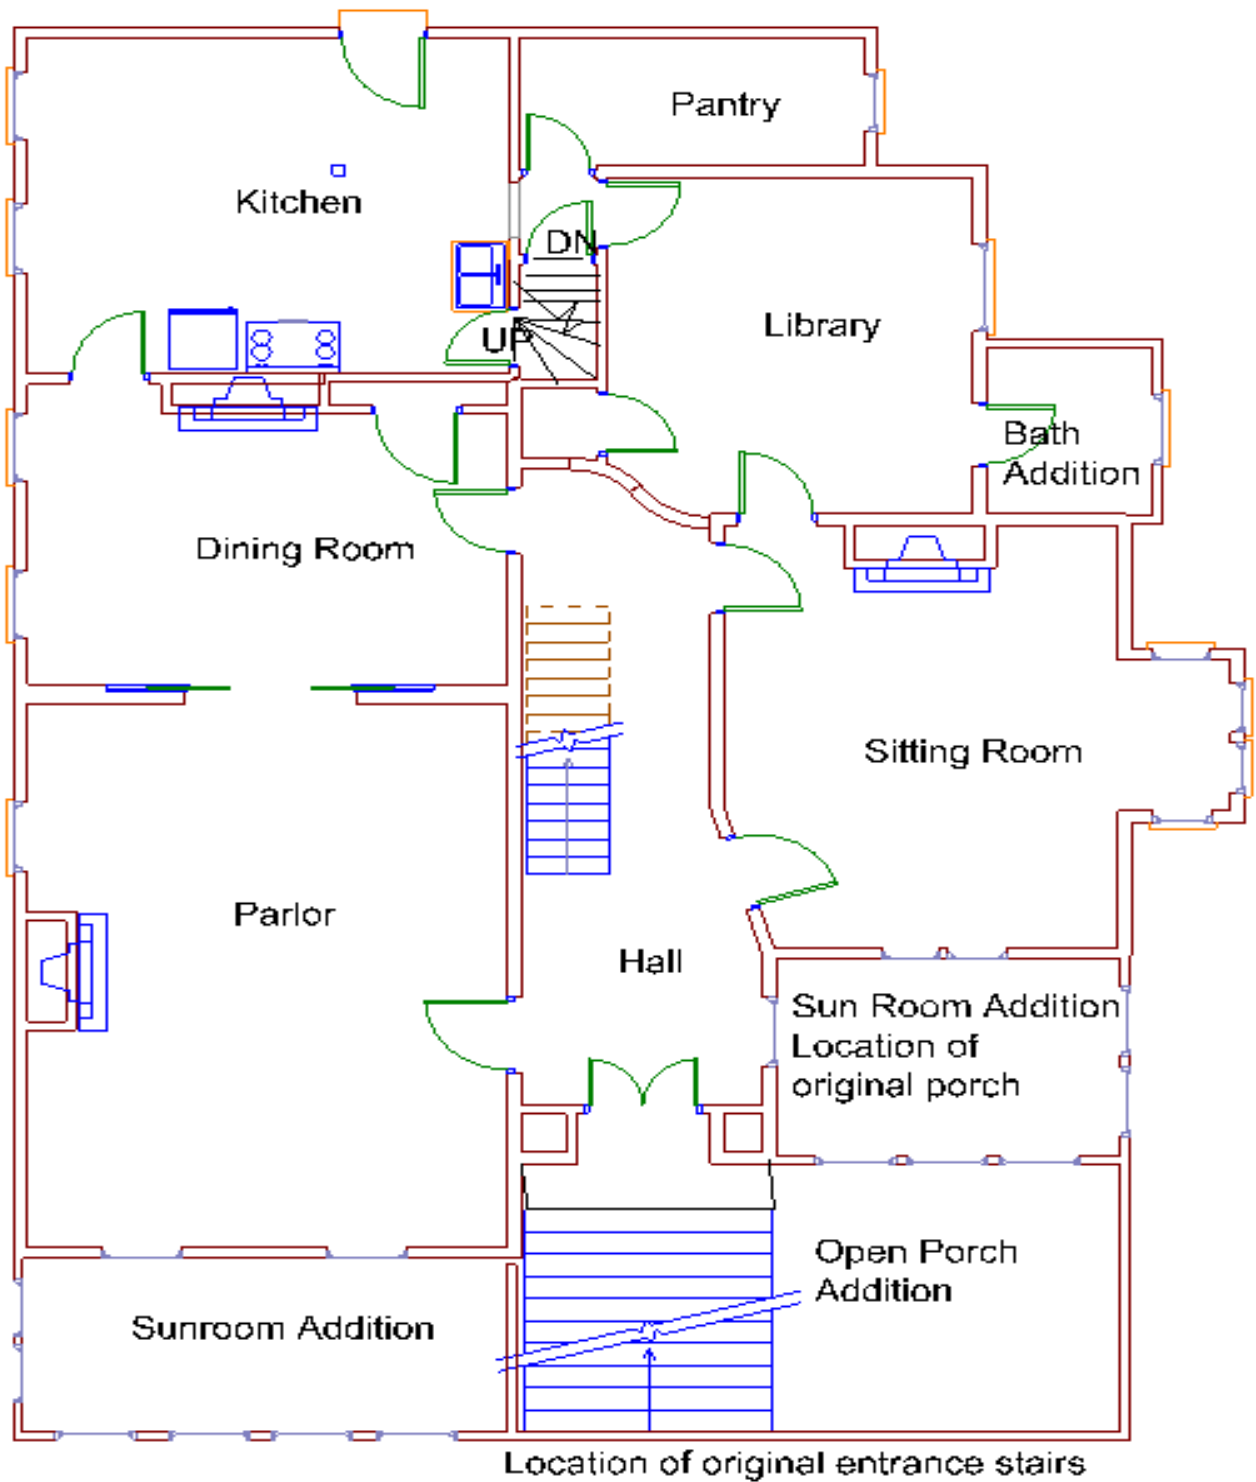 Pantry
Kitchen
DN
Library
UP
Bath
Addition
Dining Room
Sitting Room
Parlor
Hall
Sun Room Addition
Location of
original porch
Open Porch
Addition
Sunroom Addition
Location of original entrance stairs